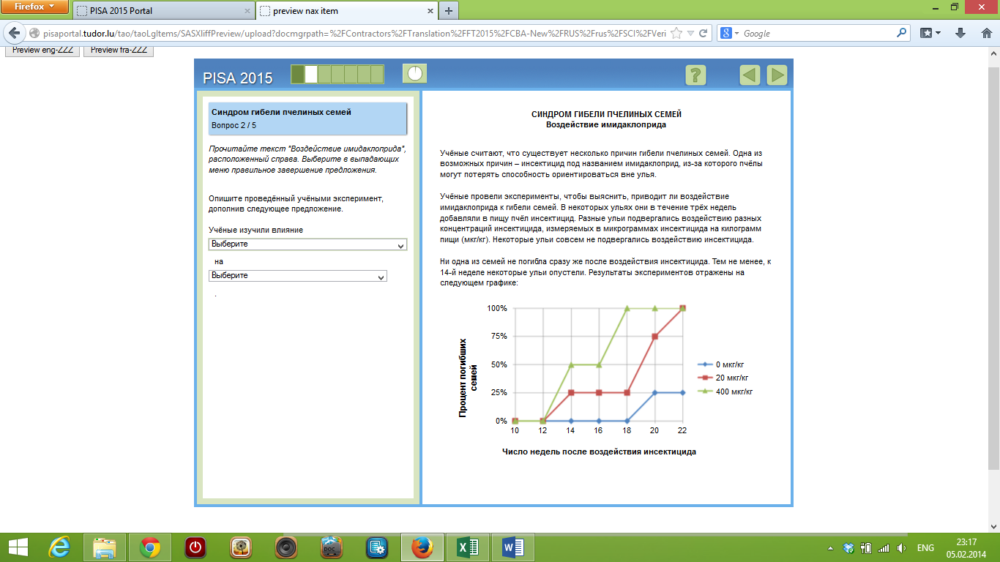 Firefox
PISA 2015 Portal
preview nax item
pisaportal.tudor.lu/tao/taoLgItems/SASXliffPreview/upload?docmgrpath=%2FContractors%2FTranslation%2FFT2015%2FCBA-New%2FRUS%2Frus%2FSCI%2FVeri
Google
Preview eng-ZZZ
Preview fra-ZZZ
PISA 2015
?
Синдром гибели пчелиных семей
Вопрос 2 / 5
Прочитайте текст "Воздействие имидаклоприда",
расположенный справа. Выберите в выпадающих
меню правильное завершение предложения.
Опишите проведённый учёными эксперимент,
дополнив следующее предложение.
Учёные изучили влияние
Выберите
на
Выберите
.
СИНДРОМ ГИБЕЛИ ПЧЕЛИНЫХ СЕМЕЙ
Воздействие имидаклоприда
Учёные считают, что существует несколько причин гибели пчелиных семей. Одна из
возможных причин – инсектицид под названием имидаклоприд, из-за которого пчёлы
могут потерять способность ориентироваться вне улья.
Учёные провели эксперименты, чтобы выяснить, приводит ли воздействие
имидаклоприда к гибели семей. В некоторых ульях они в течение трёх недель
добавляли в пищу пчёл инсектицид. Разные ульи подвергались воздействию разных
концентраций инсектицида, измеряемых в микрограммах инсектицида на килограмм
пищи (мкг/кг). Некоторые ульи совсем не подвергались воздействию инсектицида.
Ни одна из семей не погибла сразу же после воздействия инсектицида. Тем не менее, к
14-й неделе некоторые ульи опустели. Результаты экспериментов отражены на
следующем графике:
Процент погибших
семей
100%
75%
50%
25%
0%
10 12 14 16 18 20 22
0 мкг/кг
20 мкг/кг
400 мкг/кг
Число недель после воздействия инсектицида
DOC
ENG
23:17
05.02.2014